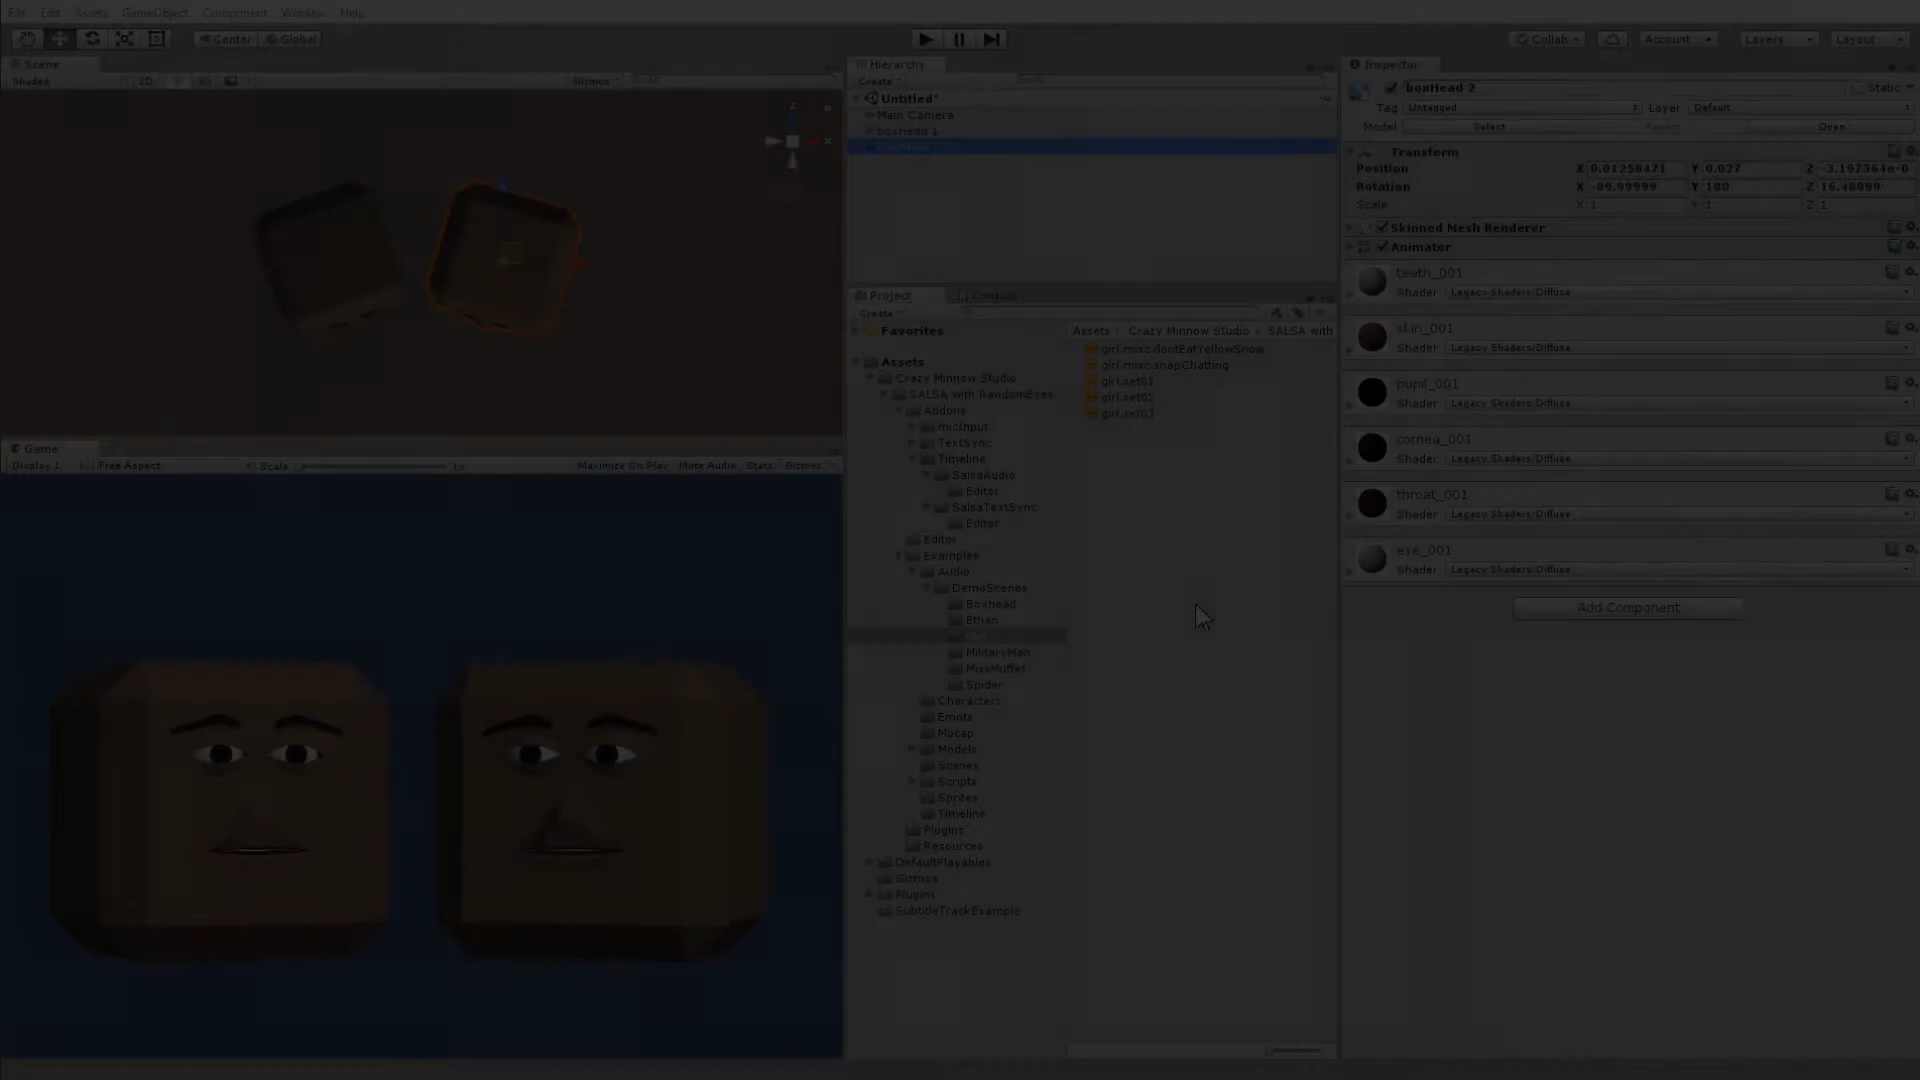 File Edit Assets GameObject Component Window Help
Center Global
Collab Account Layers Layout
Scene
Shaded 2D Gizmos
Game
Display 1 Free Aspect Scale 1x Maximize On Play Mute Audio Stats Gizmos
Hierarchy
Create
Untitled*
Main Camera
boxHead 1
Project Console
Create
Favorites
Assets
Crazy Minnow Studio
SALSA with RandomEyes
Addons
micInput
TextSync
Timeline
SalsaAudio
Editor
SalsaTextSync
Editor
Editor
Examples
Audio
DemoScenes
Boxhead
Ethan
MilitaryMan
MissMuffet
Spider
Characters
Emots
Mocap
Models
Scenes
Scripts
Sprites
Timeline
Plugins
Resources
DefaultPlayables
Gizmos
Plugins
SubtitleTrackExample
Assets Crazy Minnow Studio SALSA with
girl.misc.dontEatYellowSnow
girl.misc.snapChatting
girl.set01
girl.set02
girl.set03
Inspector
boxHead 2 Static
Tag Untagged Layer Default
Model Select Revert Open
Transform
Position X 0.01258471 Y 0.027 Z -3.197364e-0
Rotation X -89.99999 Y 180 Z 16.48099
Scale X 1 Y 1 Z 1
Skinned Mesh Renderer
Animator
teeth_001
Shader Legacy Shaders/Diffuse
skin_001
Shader Legacy Shaders/Diffuse
pupil_001
Shader Legacy Shaders/Diffuse
cornea_001
Shader Legacy Shaders/Diffuse
throat_001
Shader Legacy Shaders/Diffuse
eye_001
Shader Legacy Shaders/Diffuse
Add Component